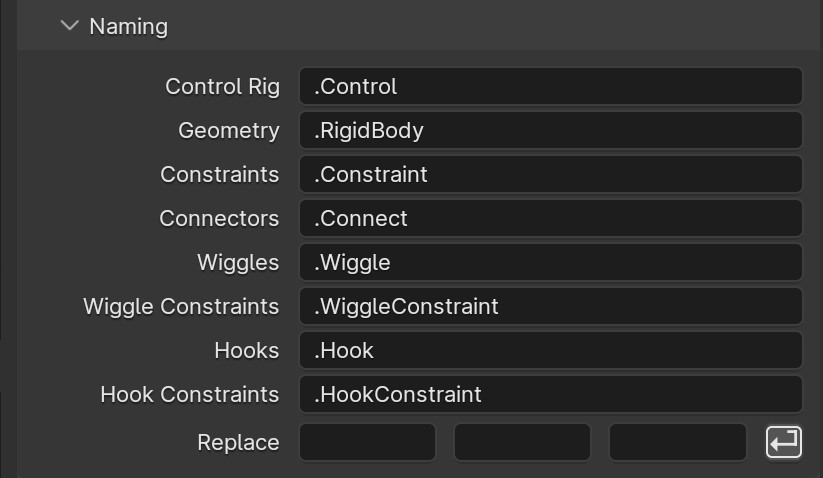 Naming
Control Rig .Control
Geometry .RigidBody
Constraints .Constraint
Connectors .Connect
Wiggles .Wiggle
Wiggle Constraints .WiggleConstraint
Hooks .Hook
Hook Constraints .HookConstraint
Replace